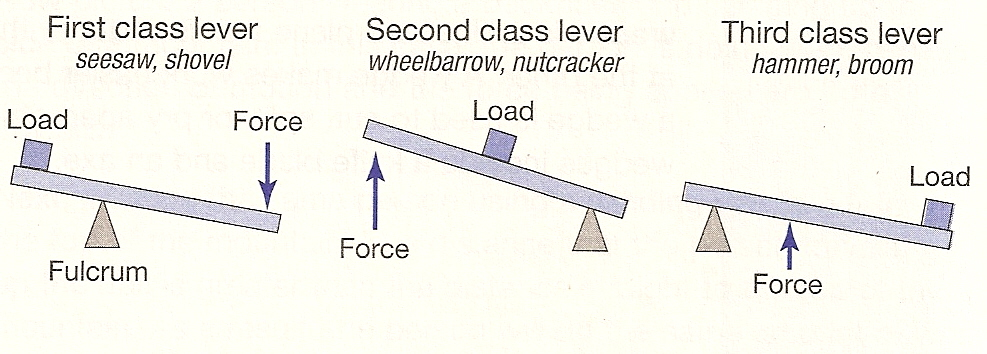 First class lever
seesaw, shovel
Second class lever
wheelbarrow, nutcracker
Third class lever
hammer, broom
Load
Force
Fulcrum
Load
Force
Load
Force